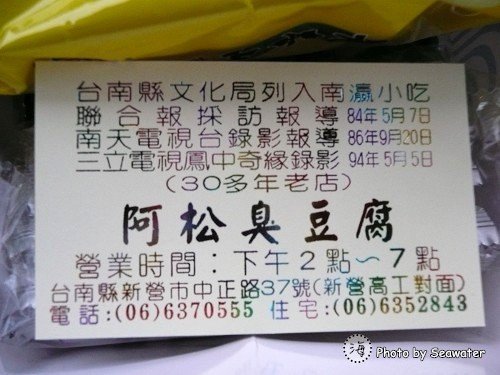 台南縣文化局列入南瀛小吃
聯合報採訪報導84年5月7日
南天電視台錄影報導86年9月20日
三立電視鳳中奇緣錄影94年5月5日
(30多年老店)
阿松臭豆腐
營業時間：下午2點～7點
台南縣新營市中正路37號(新營高工對面)
電話:(06)6370555 住宅:(06)6352843
海 Photo by Seawater